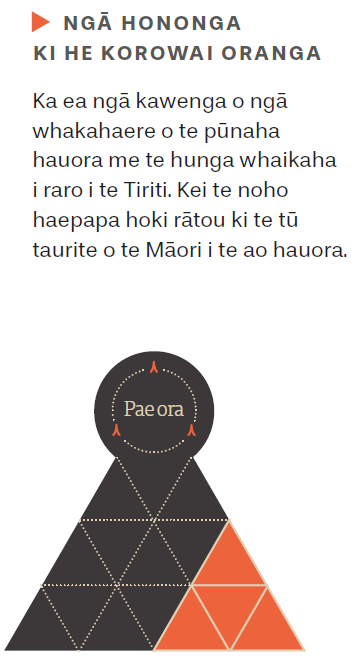 NGĀ HONONGA
KI HE KOROWAI ORANGA
Ka ea ngā kawenga o ngā
whakahaere o te pūnaha
hauora me te hunga whaikaha
i raro i te Tiriti. Kei te noho
haepapa hoki rātou ki te tū
taurite o te Māori i te ao hauora.
Pae ora